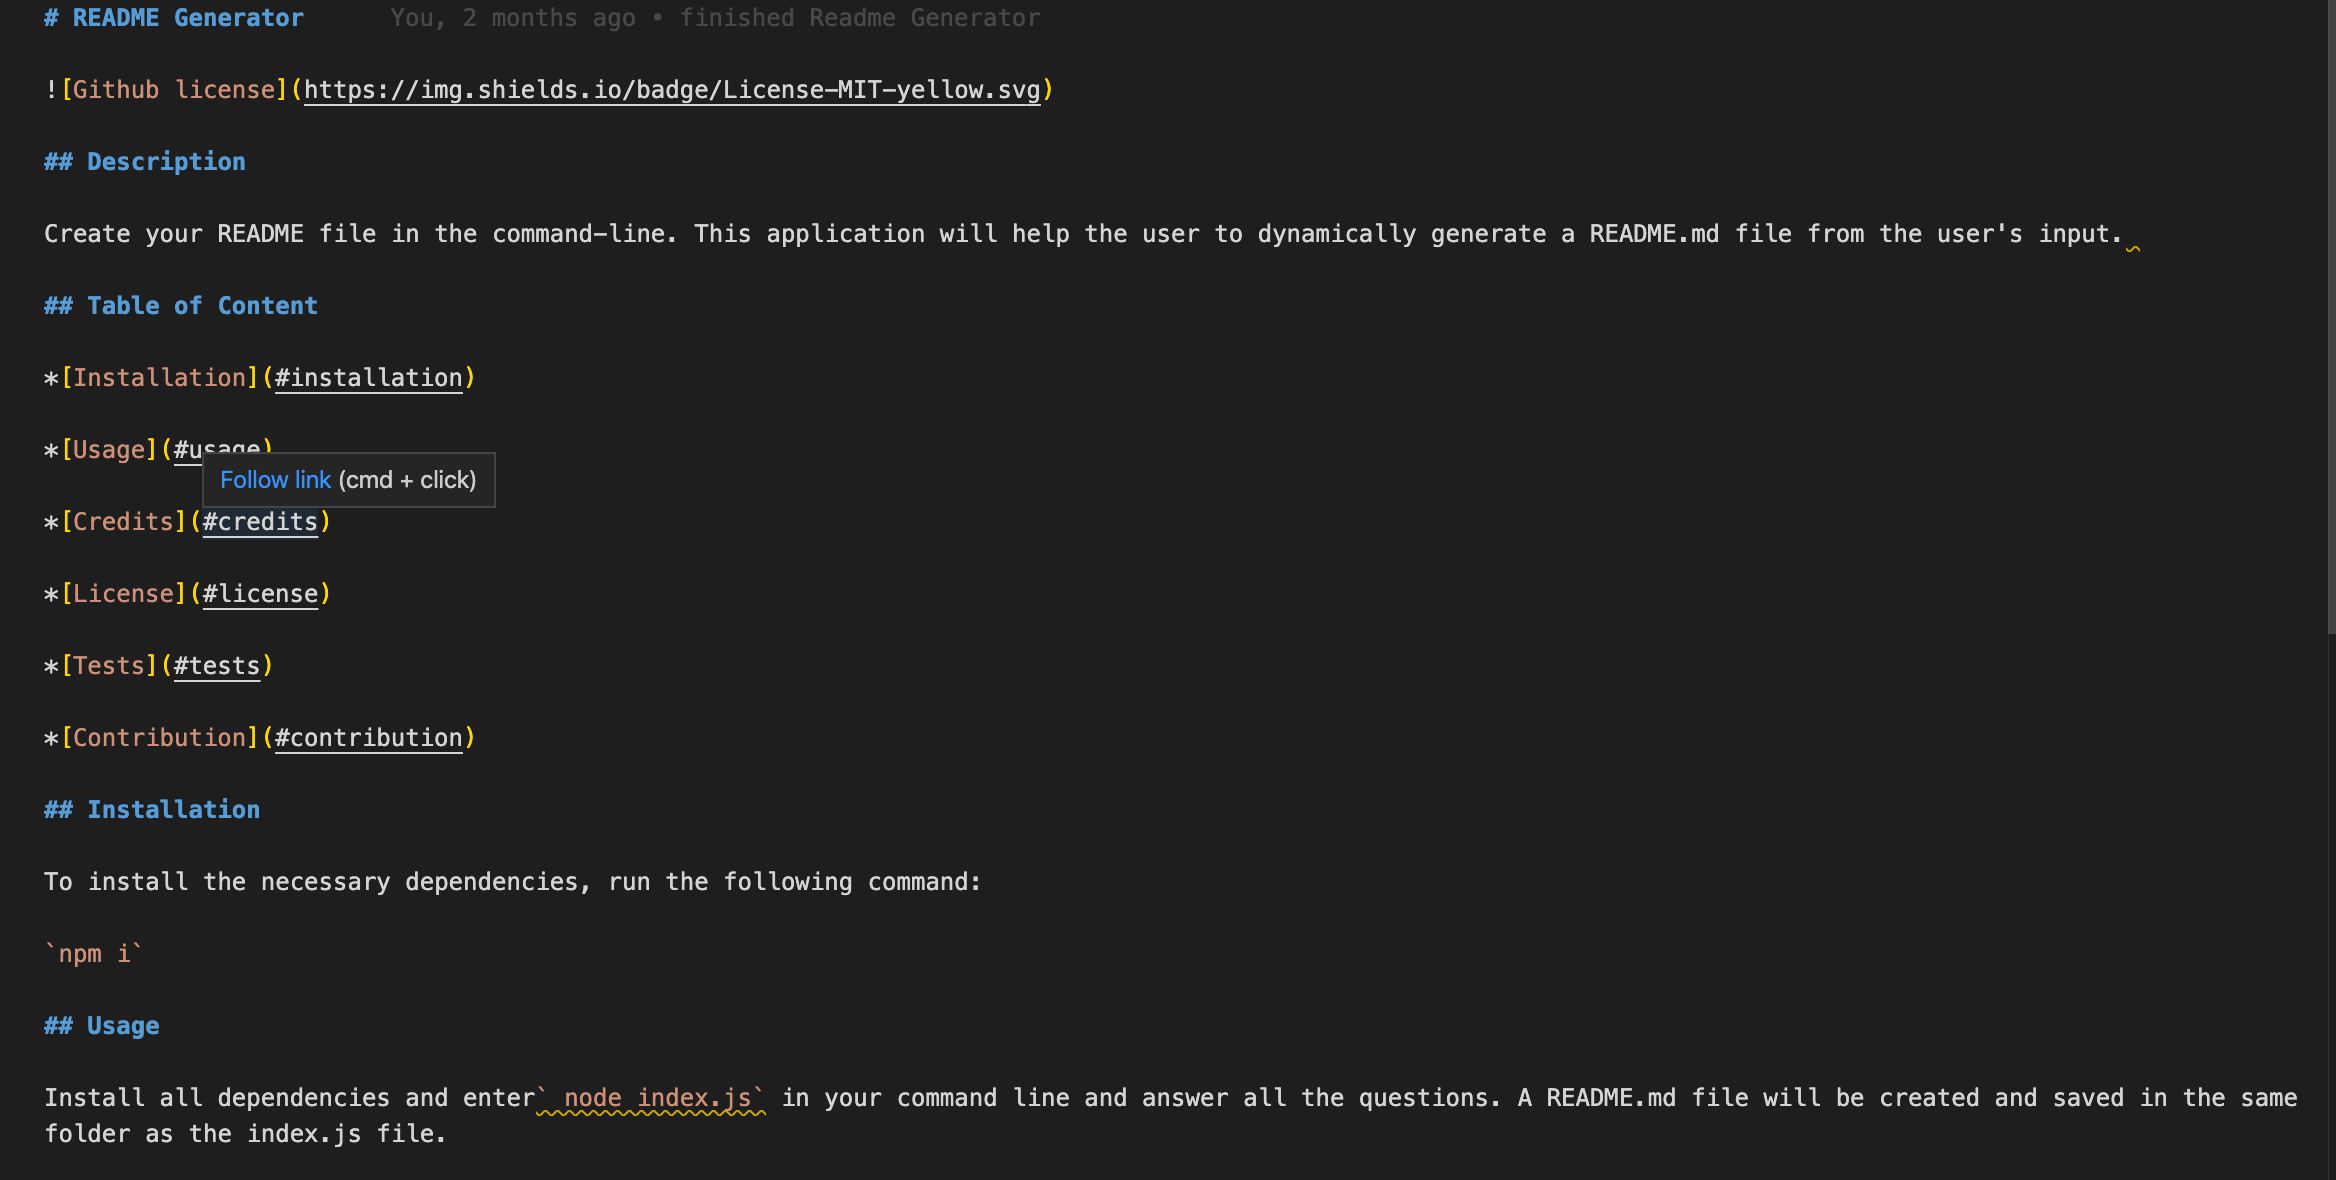 # README Generator You, 2 months ago • finished Readme Generator
![Github license](https://img.shields.io/badge/License-MIT-yellow.svg)
## Description
Create your README file in the command-line. This application will help the user to dynamically generate a README.md file from the user's input.
## Table of Content
*[Installation](#installation)
*[Usage](#usage)
Follow link (cmd + click)
*[Credits](#credits)
*[License](#license)
*[Tests](#tests)
*[Contribution](#contribution)
## Installation
To install the necessary dependencies, run the following command:
`npm i`
## Usage
Install all dependencies and enter` node index.js` in your command line and answer all the questions. A README.md file will be created and saved in the same
folder as the index.js file.